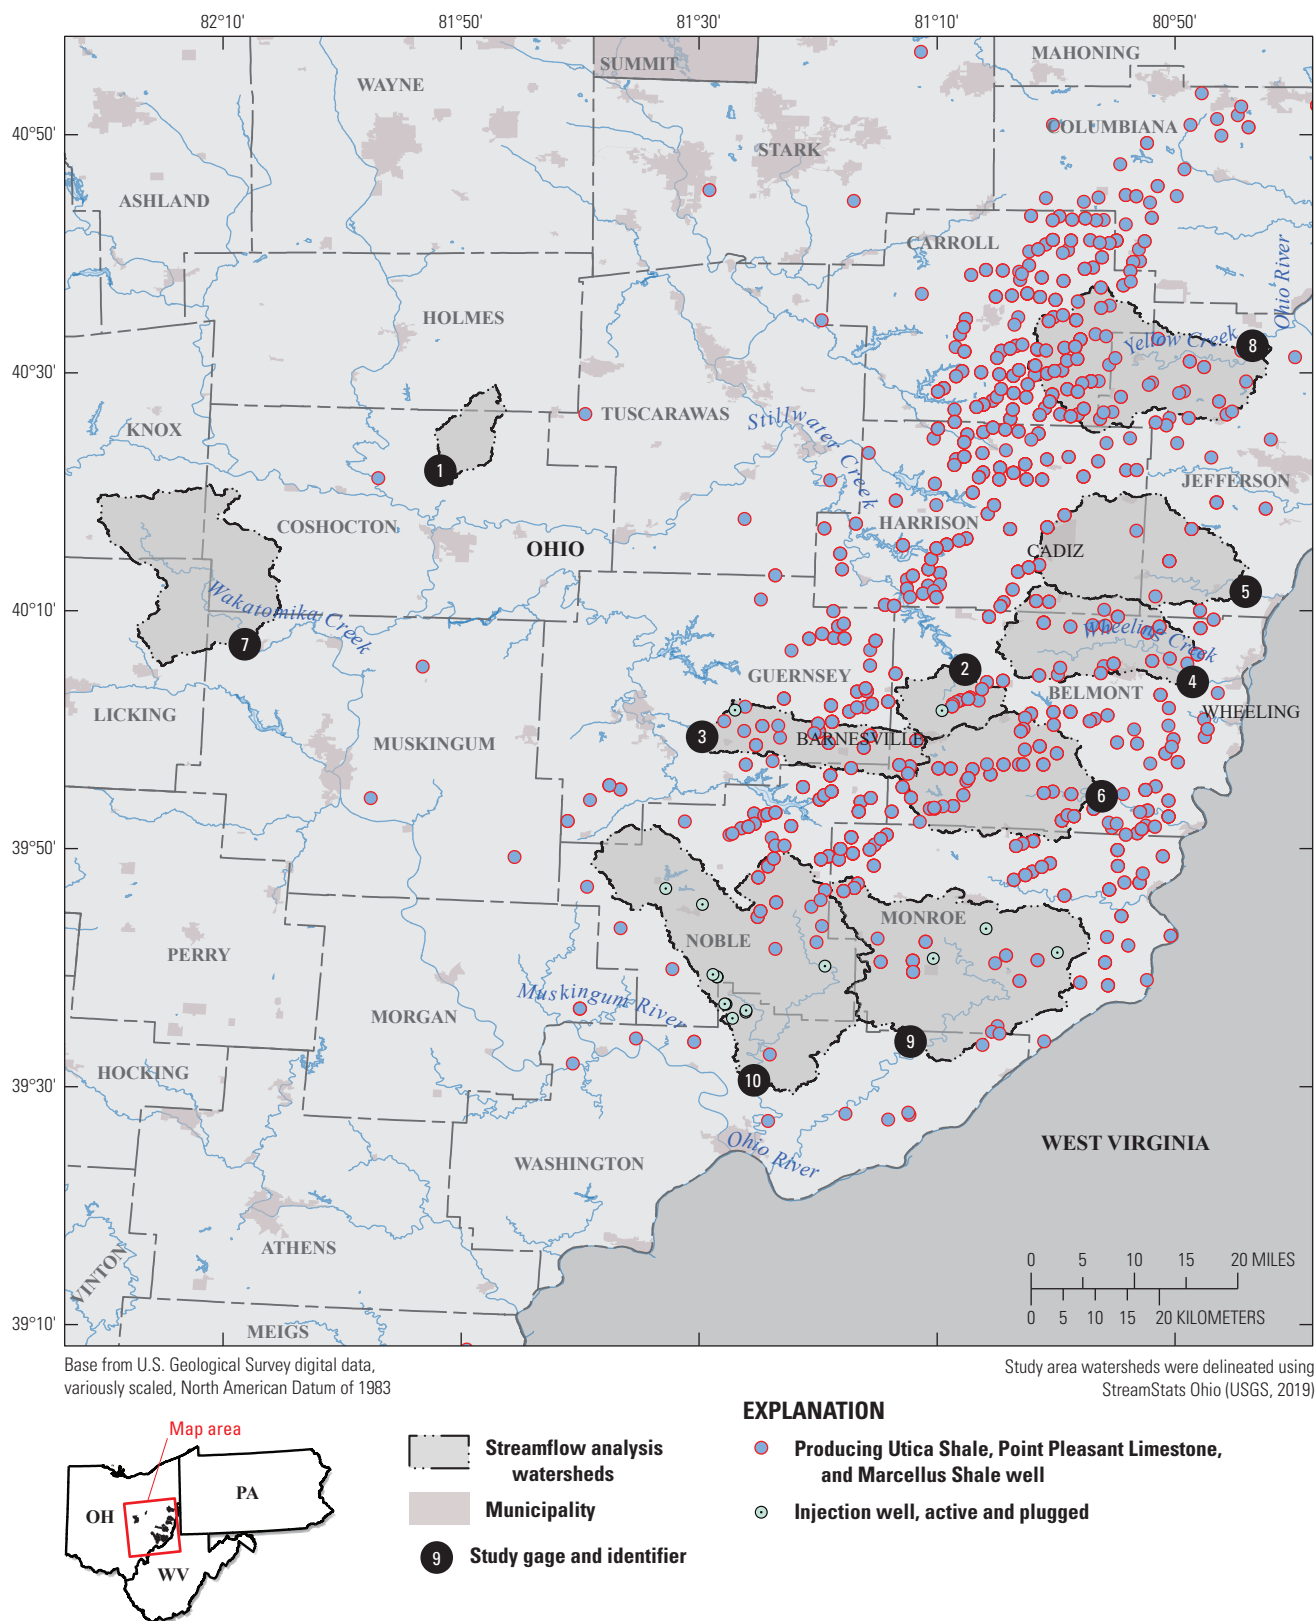 82°10'
81°50'
81°30'
81°10'
80°50'
40°50'
40°30'
40°10'
39°50'
39°30'
39°10'
SUMMIT
MAHONING
WAYNE
COLUMBIANA
STARK
ASHLAND
CARROLL
Ohio River
HOLMES
Yellow Creek
8
TUSCARAWAS
Stillwater Creek
KNOX
1
JEFFERSON
COSHOCTON
OHIO
HARRISON
CADIZ
5
Wakatomika Creek
7
Wheeling Creek
GUERNSEY
2
4
BELMONT
LICKING
WHEELING
MUSKINGUM
3
BARNESVILLE
6
MONROE
NOBLE
PERRY
Muskingum River
MORGAN
9
HOCKING
10
Ohio River
WEST VIRGINIA
WASHINGTON
ATHENS
VINTON
MEIGS
0 5 10 15 20 MILES
0 5 10 15 20 KILOMETERS
Base from U.S. Geological Survey digital data,
variously scaled, North American Datum of 1983
Study area watersheds were delineated using
StreamStats Ohio (USGS, 2019)
Map area
OH
PA
WV
EXPLANATION
Streamflow analysis
watersheds
Municipality
9 Study gage and identifier
Producing Utica Shale, Point Pleasant Limestone,
and Marcellus Shale well
Injection well, active and plugged